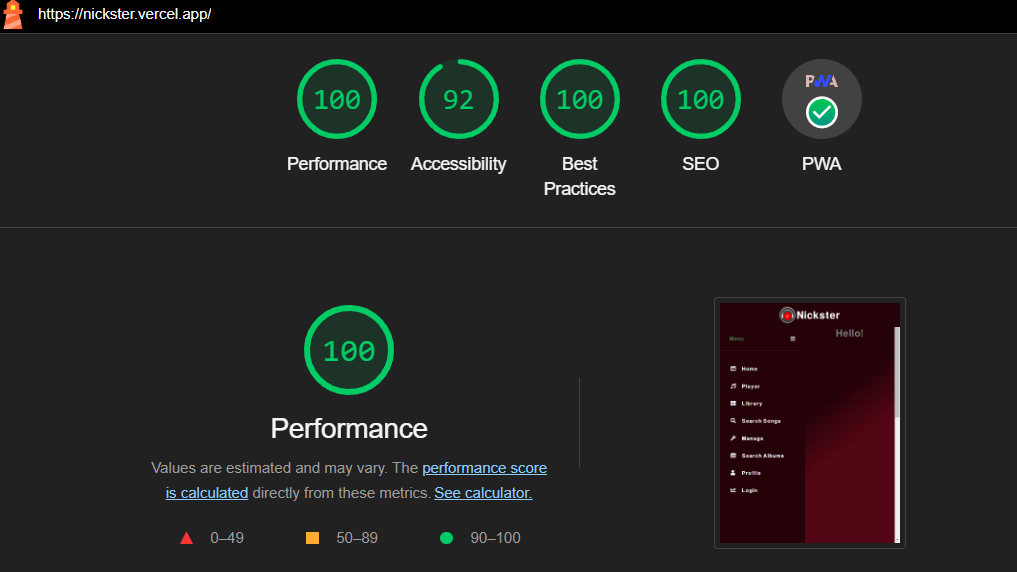 https://nickster.vercel.app/
100
92
100
100
PWA
Performance
Accessibility
Best
Practices
SEO
PWA
100
Performance
Values are estimated and may vary. The performance score
is calculated directly from these metrics. See calculator.
0–49
50–89
90–100
Nickster
Hello!
Menu
Home
Player
Library
Search Songs
Manage
Search Albums
Profile
Login